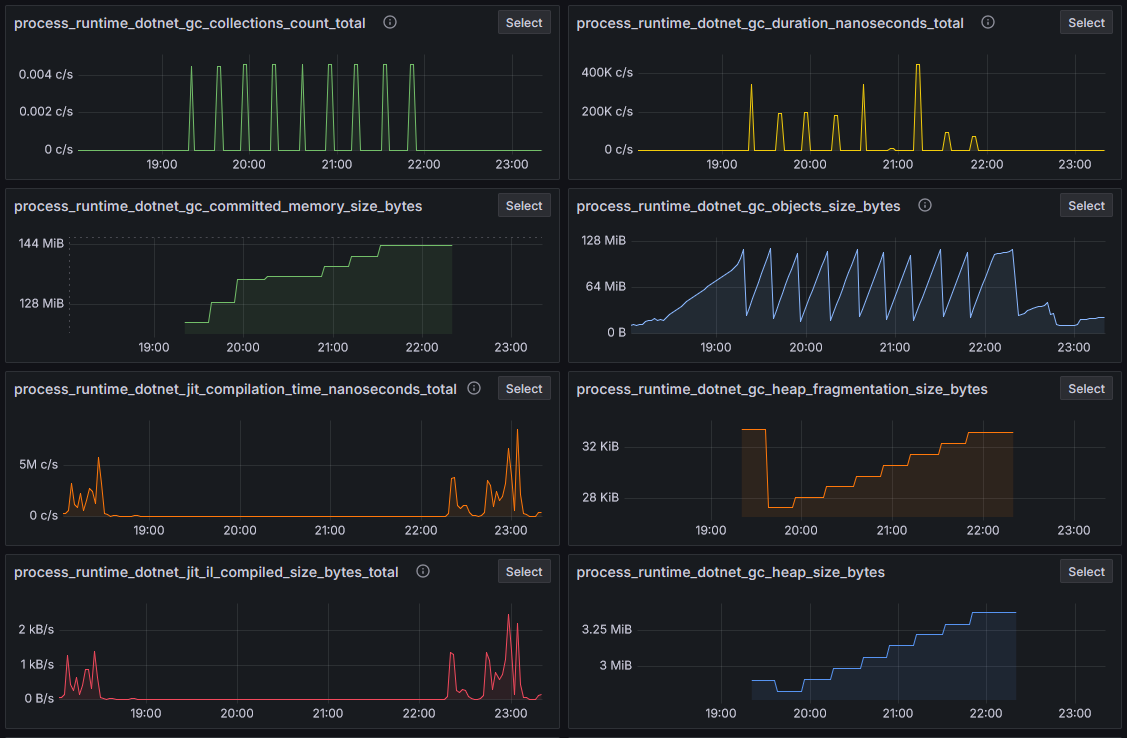 process_runtime_dotnet_gc_collections_count_total Select
0.004 c/s
0.002 c/s
0 c/s
19:00 20:00 21:00 22:00 23:00
process_runtime_dotnet_gc_duration_nanoseconds_total Select
400K c/s
200K c/s
0 c/s
19:00 20:00 21:00 22:00 23:00
process_runtime_dotnet_gc_committed_memory_size_bytes Select
144 MiB
128 MiB
19:00 20:00 21:00 22:00 23:00
process_runtime_dotnet_gc_objects_size_bytes Select
128 MiB
64 MiB
0 B
19:00 20:00 21:00 22:00 23:00
process_runtime_dotnet_jit_compilation_time_nanoseconds_total Select
5M c/s
0 c/s
19:00 20:00 21:00 22:00 23:00
process_runtime_dotnet_gc_heap_fragmentation_size_bytes Select
32 KiB
28 KiB
19:00 20:00 21:00 22:00 23:00
process_runtime_dotnet_jit_il_compiled_size_bytes_total Select
2 kB/s
1 kB/s
0 B/s
19:00 20:00 21:00 22:00 23:00
process_runtime_dotnet_gc_heap_size_bytes Select
3.25 MiB
3 MiB
19:00 20:00 21:00 22:00 23:00